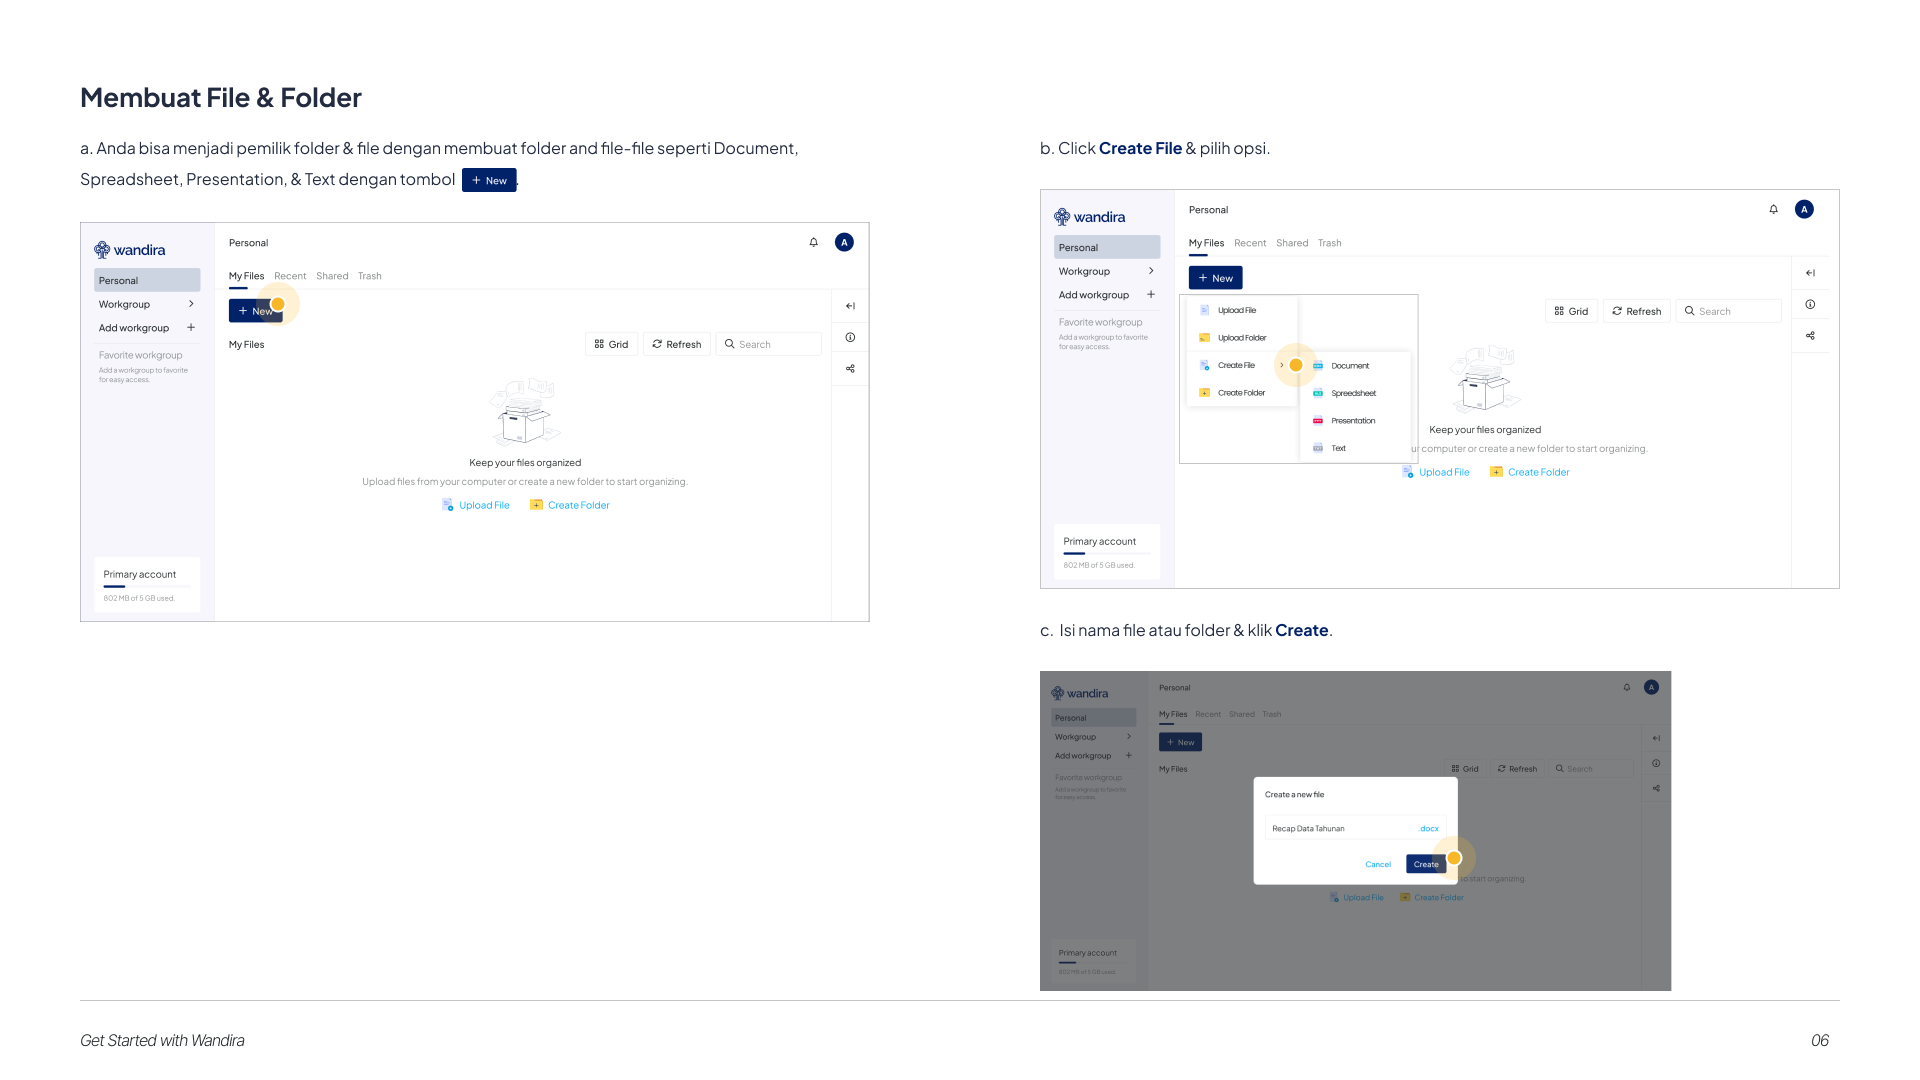 Membuat File & Folder
a. Anda bisa menjadi pemilik folder & file dengan membuat folder and file-file seperti Document,
Spreadsheet, Presentation, & Text dengan tombol + New .
wandira
Personal
Workgroup
Add workgroup
Favorite workgroup
Add a workgroup to favorite
for easy access.
Primary account
802 MB of 5 GB used.
Personal
A
My Files Recent Shared Trash
+ New
My Files
Grid
Refresh
Search
Keep your files organized
Upload files from your computer or create a new folder to start organizing.
Upload File
Create Folder
b. Click Create File & pilih opsi.
wandira
Personal
Workgroup
Add workgroup
Favorite workgroup
Add a workgroup to favorite
for easy access.
Primary account
802 MB of 5 GB used.
Personal
A
My Files Recent Shared Trash
+ New
Upload File
Upload Folder
Create File
Create Folder
Document
Spreedsheet
Presentation
Text
Grid
Refresh
Search
Keep your files organized
ur computer or create a new folder to start organizing.
Upload File
Create Folder
c. Isi nama file atau folder & klik Create.
wandira
Personal
Workgroup
Add workgroup
Favorite workgroup
Add a workgroup to favorite
for easy access.
Primary account
802 MB of 5 GB used.
Personal
A
My Files Recent Shared Trash
+ New
My Files
Grid
Refresh
Search
Create a new file
Recap Data Tahunan .docx
Cancel
Create
to start organizing.
Upload File
Create Folder
Get Started with Wandira
06